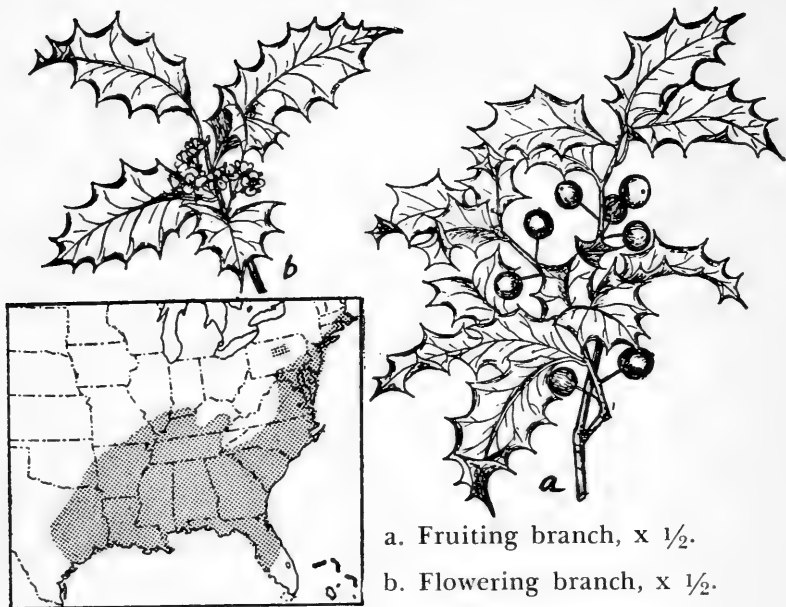 b
a
a. Fruiting branch, x ½.
b. Flowering branch, x ½.